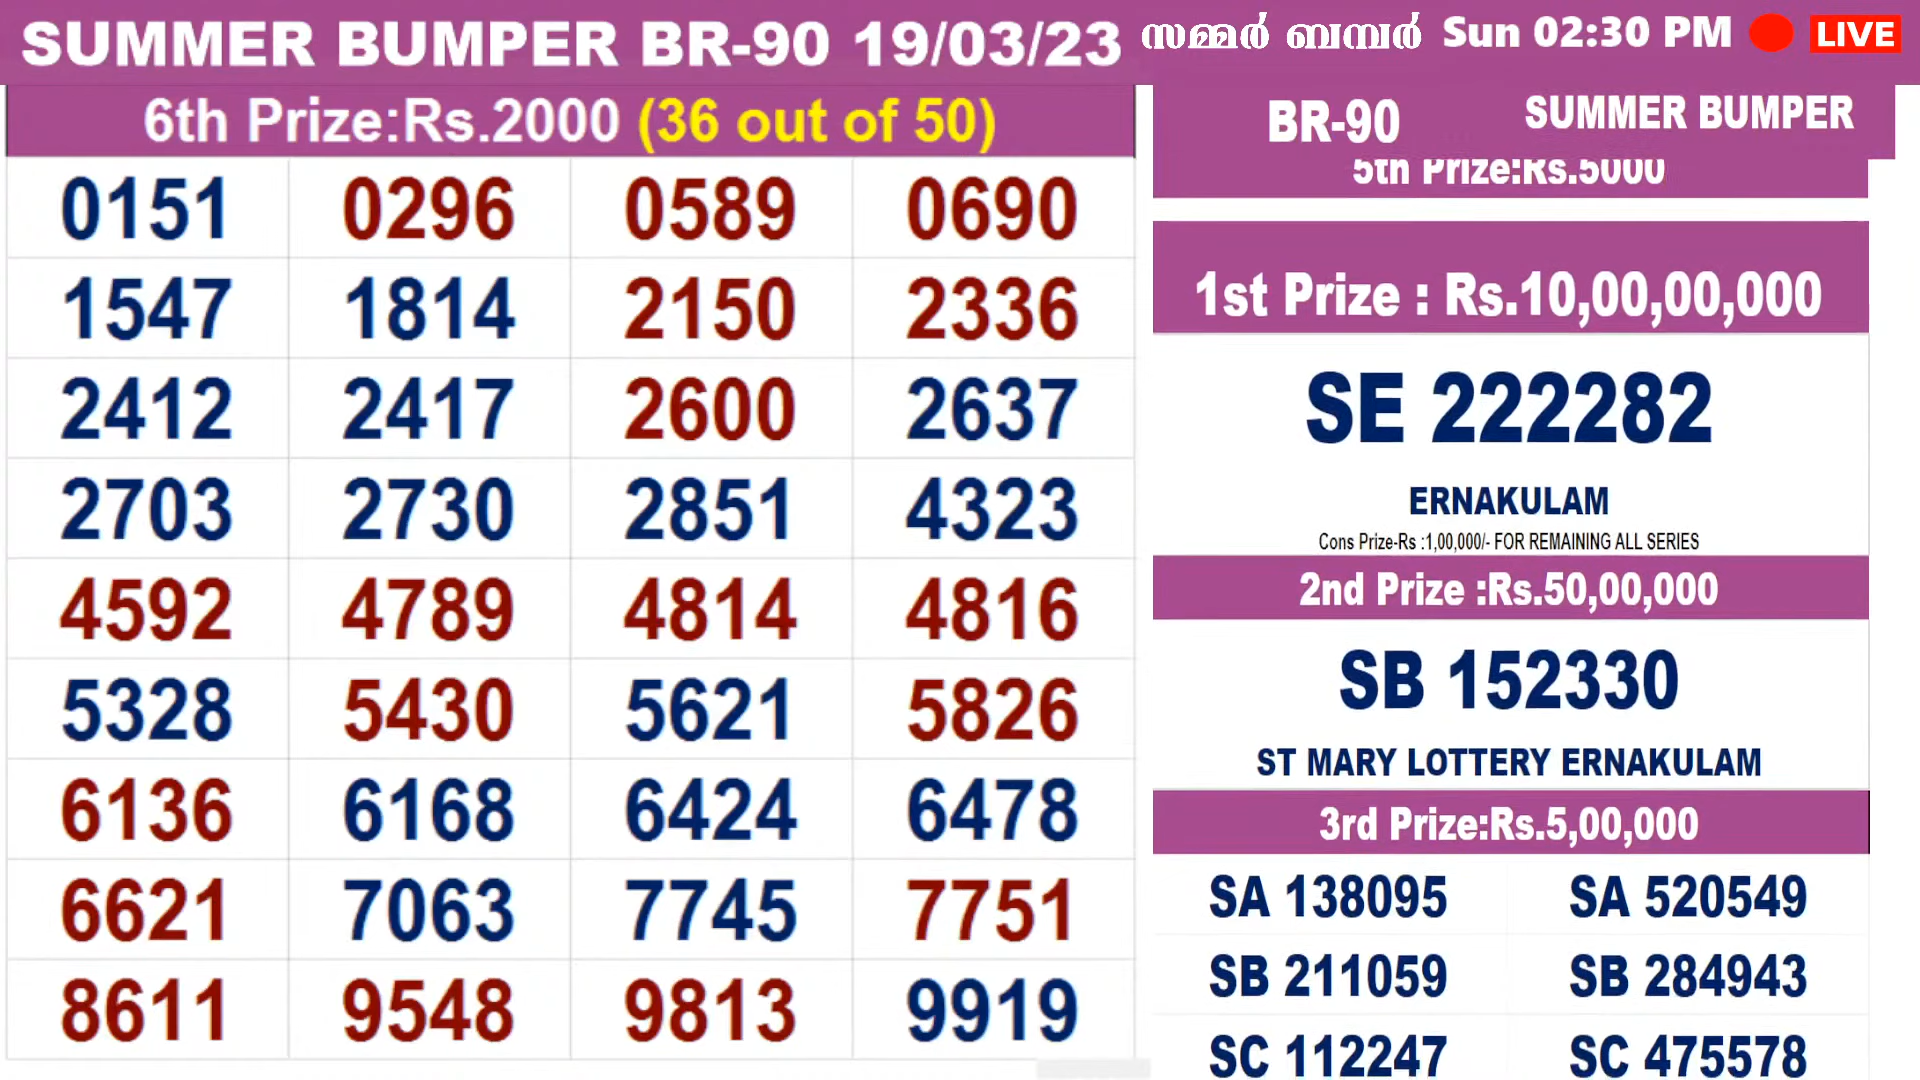 SUMMER BUMPER BR-90 19/03/23 സമ്മർ ബമ്പർ Sun 02:30 PM LIVE
6th Prize:Rs.2000 (36 out of 50)
0151 0296 0589 0690
1547 1814 2150 2336
2412 2417 2600 2637
2703 2730 2851 4323
4592 4789 4814 4816
5328 5430 5621 5826
6136 6168 6424 6478
6621 7063 7745 7751
8611 9548 9813 9919
BR-90 SUMMER BUMPER
5th Prize:Rs.5000
1st Prize : Rs.10,00,00,000
SE 222282
ERNAKULAM
Cons Prize-Rs :1,00,000/- FOR REMAINING ALL SERIES
2nd Prize :Rs.50,00,000
SB 152330
ST MARY LOTTERY ERNAKULAM
3rd Prize:Rs.5,00,000
SA 138095 SA 520549
SB 211059 SB 284943
SC 112247 SC 475578